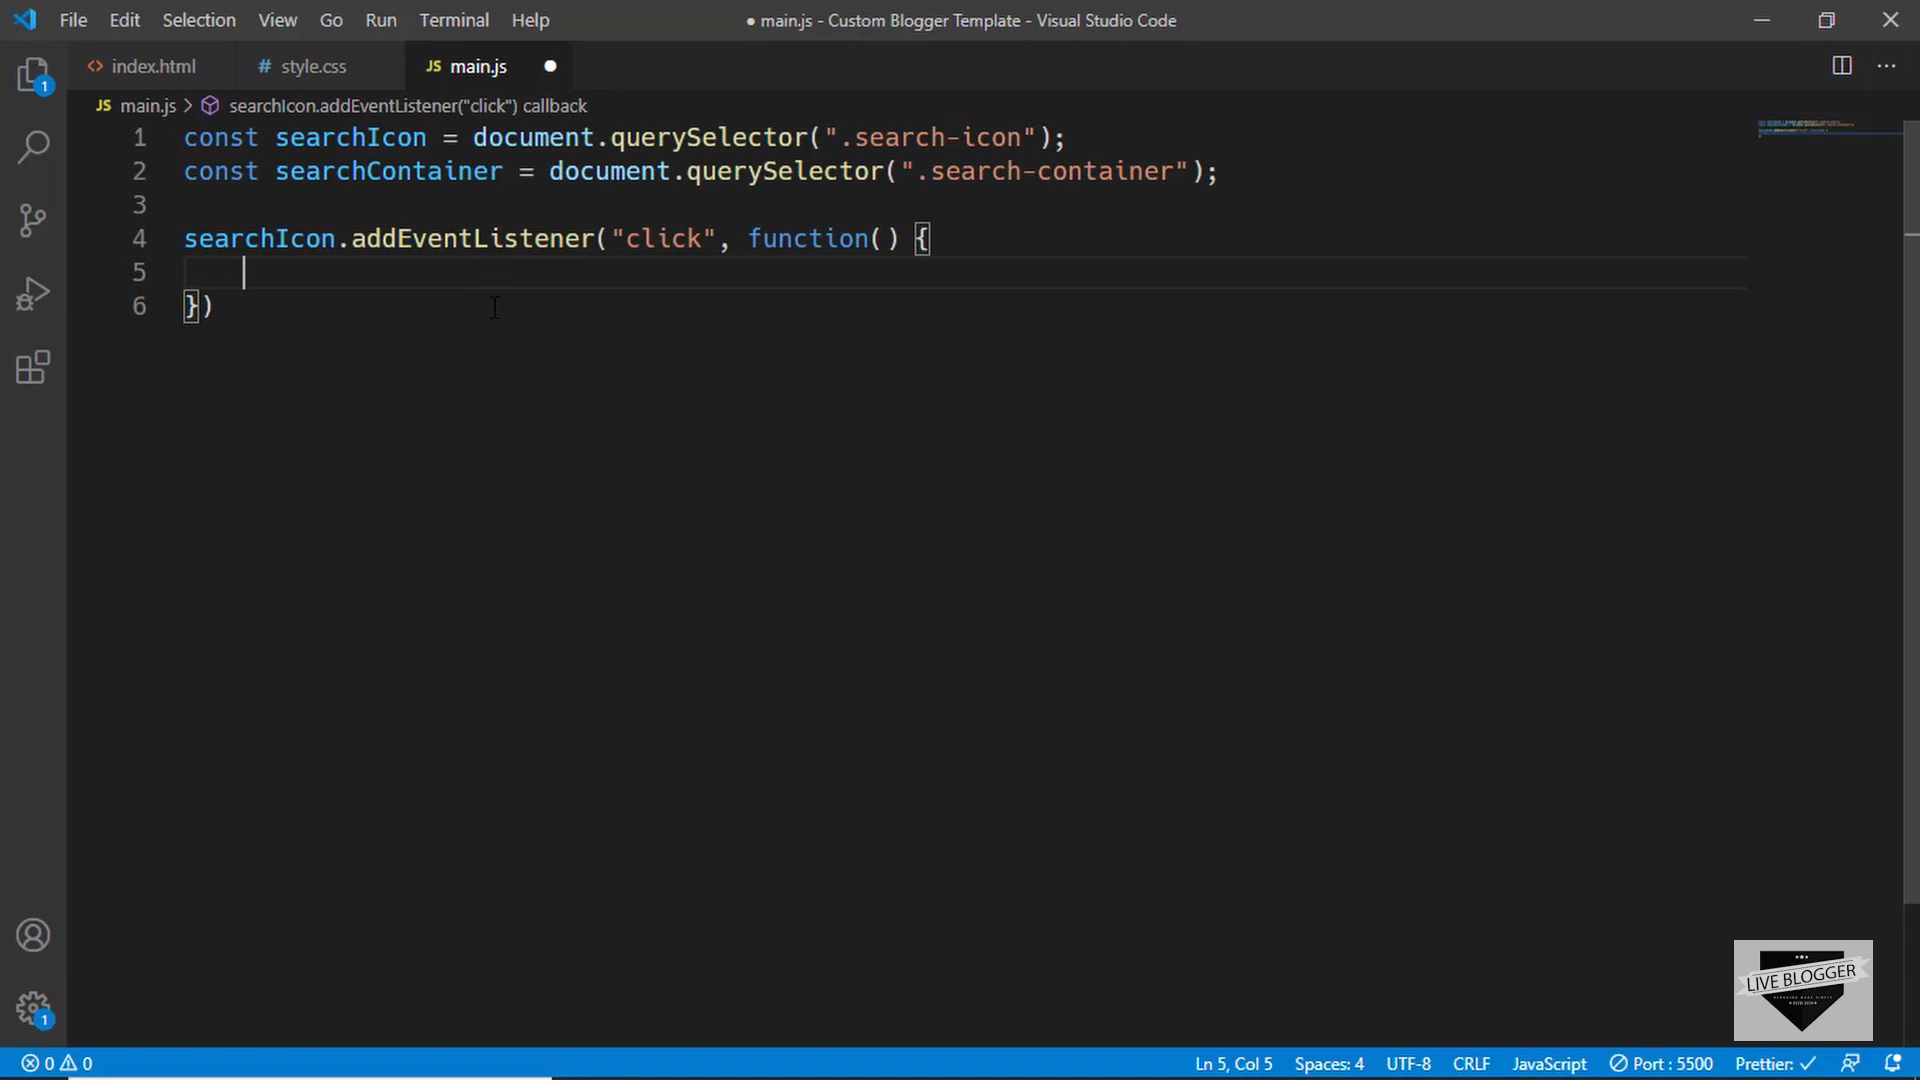 File Edit Selection View Go Run Terminal Help ● main.js - Custom Blogger Template - Visual Studio Code
<> index.html # style.css JS main.js ●
JS main.js > searchIcon.addEventListener("click") callback
1 const searchIcon = document.querySelector(".search-icon");
2 const searchContainer = document.querySelector(".search-container");
3
4 searchIcon.addEventListener("click", function() {
5
6 })
1
1
LIVE BLOGGER
0 0 Ln 5, Col 5 Spaces: 4 UTF-8 CRLF JavaScript Port : 5500 Prettier: ✓